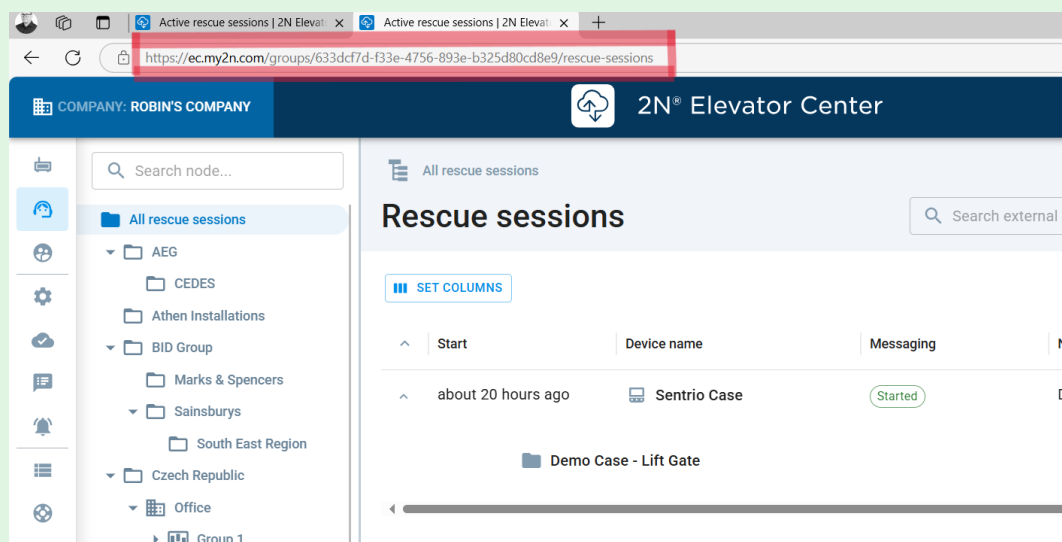 Active rescue sessions | 2N Elevat
Active rescue sessions | 2N Elevat
https://ec.my2n.com/groups/633dcf7d-f33e-4756-893e-b325d80cd8e9/rescue-sessions
COMPANY: ROBIN'S COMPANY
2N® Elevator Center
Search node...
All rescue sessions
All rescue sessions
Rescue sessions
Search external
AEG
CEDES
SET COLUMNS
Athen Installations
BID Group
Start Device name Messaging
Marks & Spencers
about 20 hours ago Sentrio Case Started
Sainsburys
South East Region
Demo Case - Lift Gate
Czech Republic
Office
Group 1